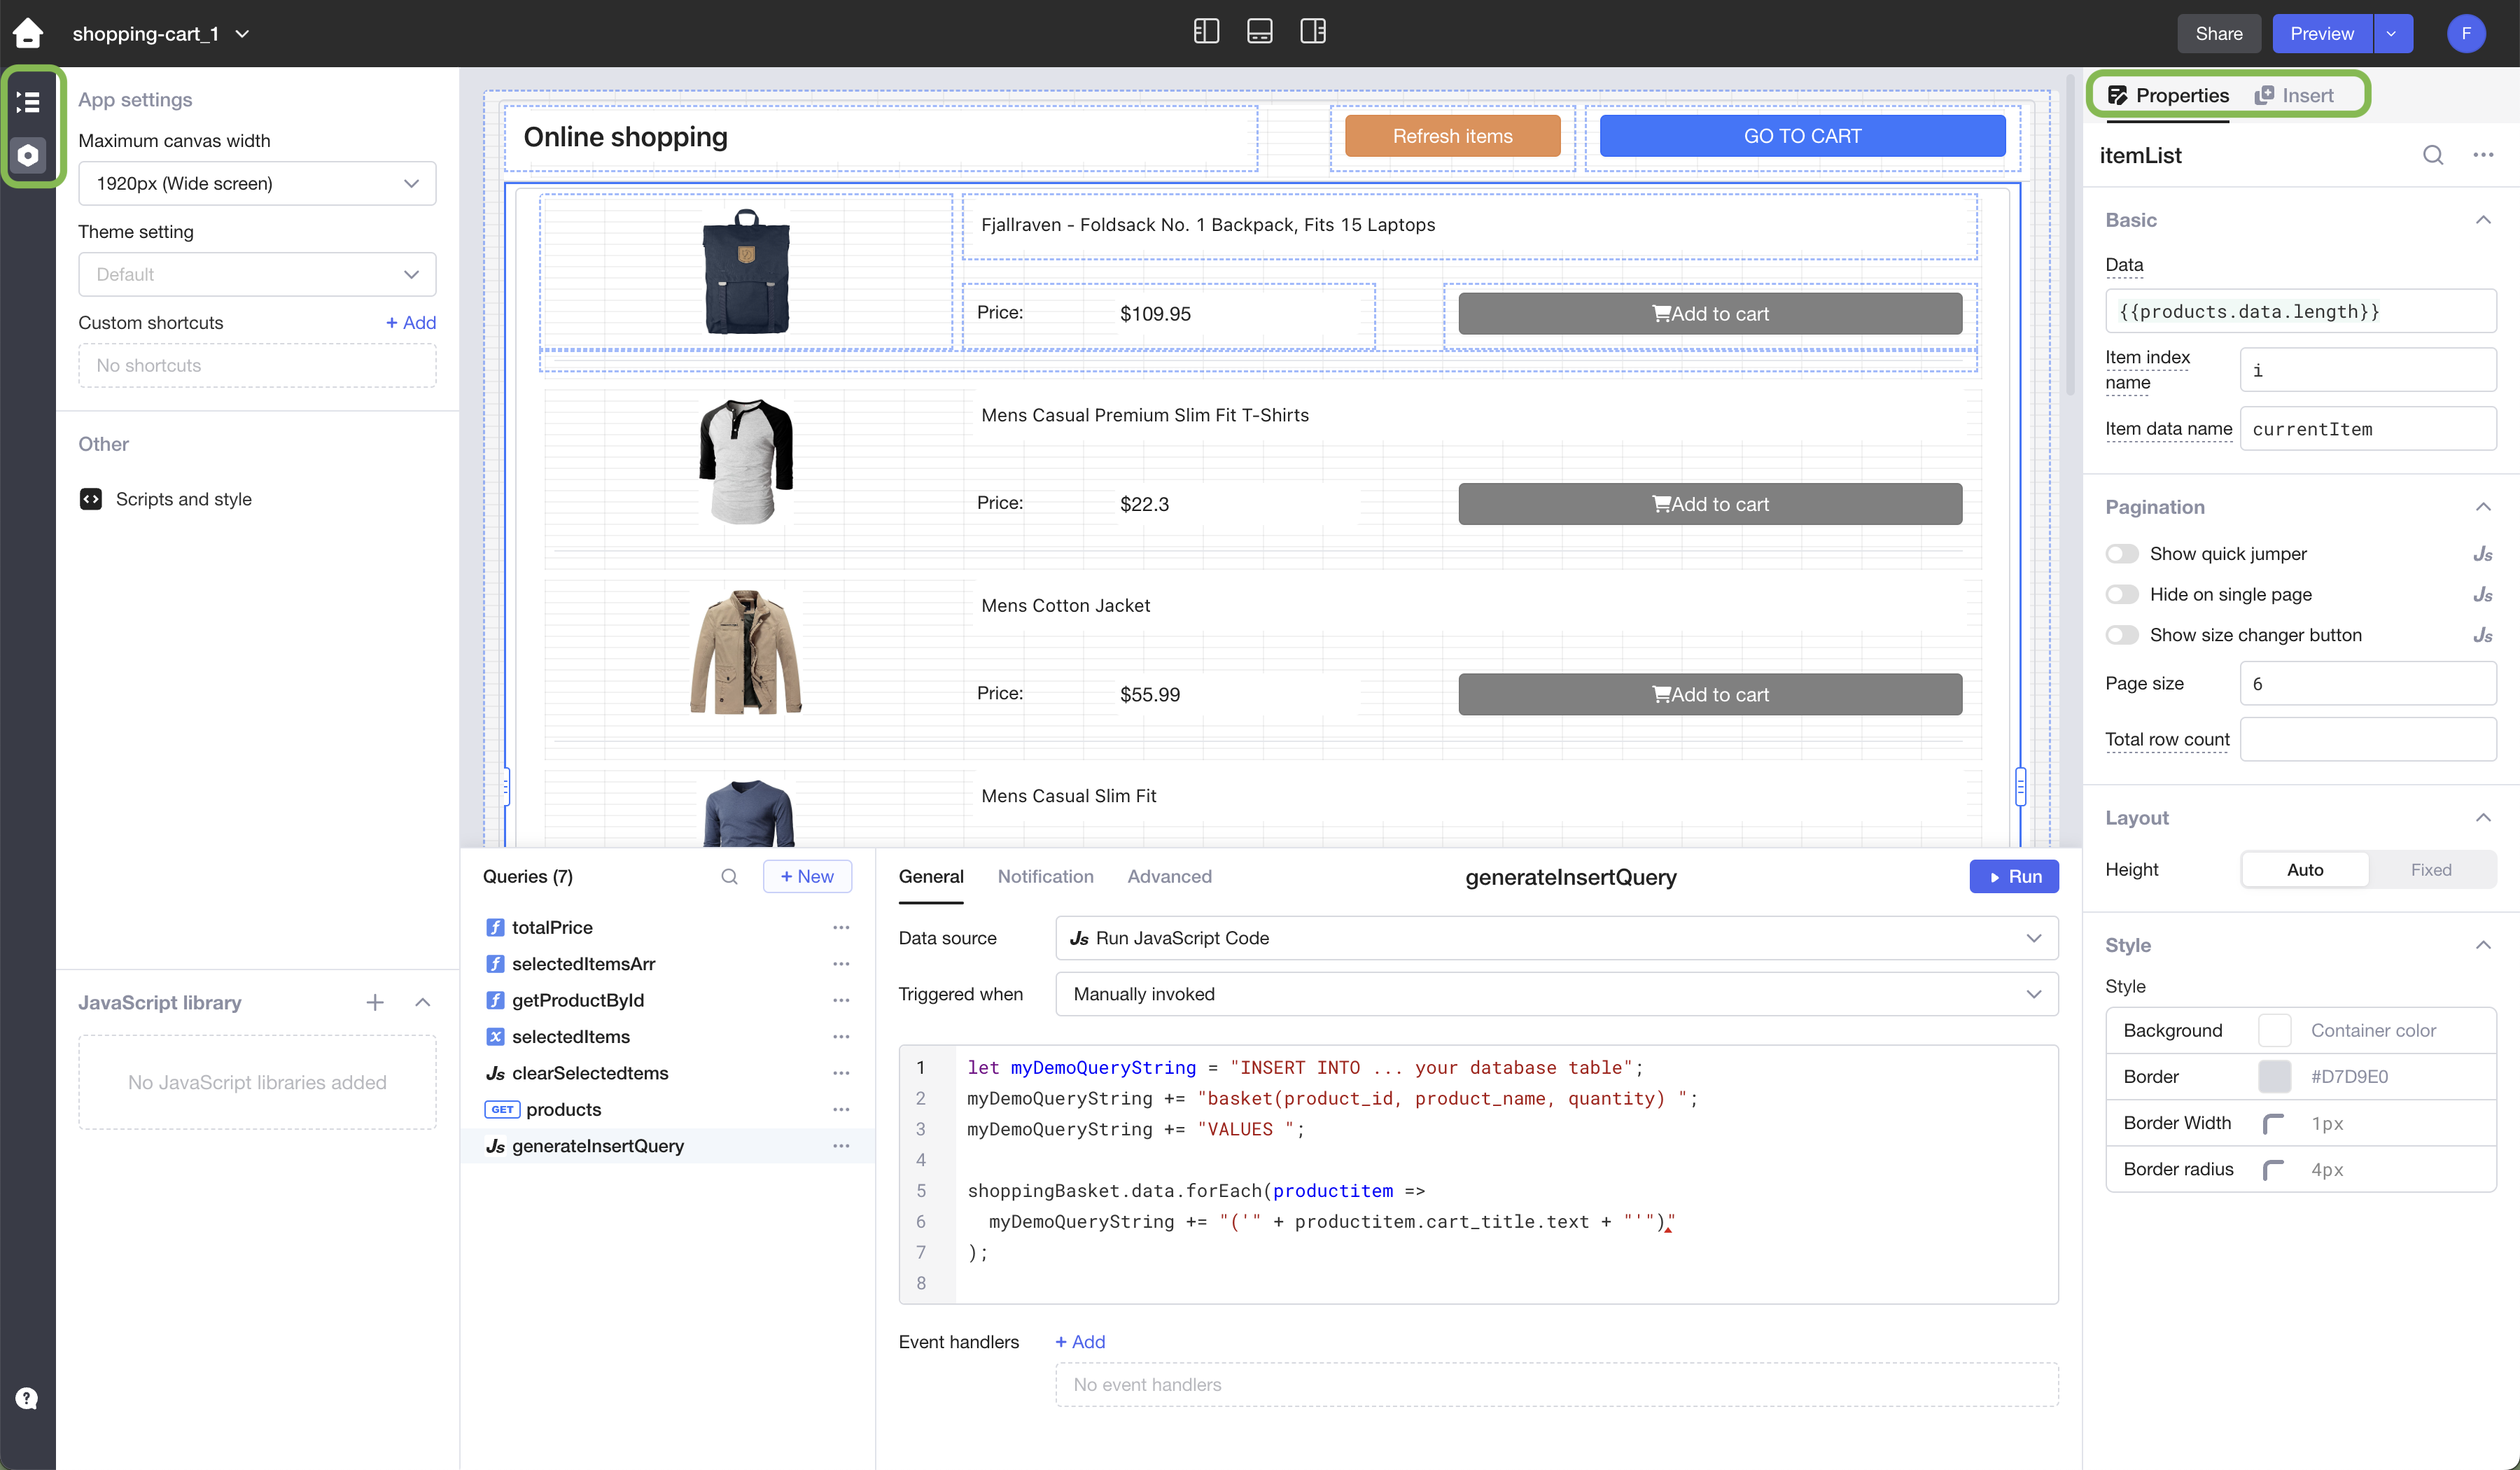 shopping-cart_1
Share
Preview
F
App settings
Maximum canvas width
1920px (Wide screen)
Theme setting
Default
Custom shortcuts
+ Add
No shortcuts
Other
Scripts and style
JavaScript library
No JavaScript libraries added
Online shopping
Refresh items
GO TO CART
Fjallraven - Foldsack No. 1 Backpack, Fits 15 Laptops
Price: $109.95
Add to cart
Mens Casual Premium Slim Fit T-Shirts
Price: $22.3
Add to cart
Mens Cotton Jacket
Price: $55.99
Add to cart
Mens Casual Slim Fit
Queries (7)
+ New
totalPrice
selectedItemsArr
getProductById
selectedItems
JS clearSelectedtems
GET products
JS generateInsertQuery
General Notification Advanced
generateInsertQuery
Run
Data source
JS Run JavaScript Code
Triggered when
Manually invoked
1 let myDemoQueryString = "INSERT INTO ... your database table";
2 myDemoQueryString += "basket(product_id, product_name, quantity) ";
3 myDemoQueryString += "VALUES ";
4
5 shoppingBasket.data.forEach(productitem =>
6 myDemoQueryString += "('" + productitem.cart_title.text + "'")"
7 );
8
Event handlers
+ Add
No event handlers
Properties Insert
itemList
Basic
Data
{{products.data.length}}
Item index
name
i
Item data name
currentItem
Pagination
Show quick jumper JS
Hide on single page JS
Show size changer button JS
Page size
6
Total row count
Layout
Height
Auto Fixed
Style
Style
Background Container color
Border #D7D9E0
Border Width 1px
Border radius 4px